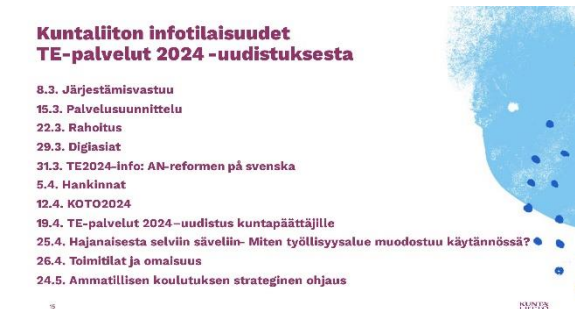 Kuntaliiton infotilaisuudet
TE-palvelut 2024 -uudistuksesta
8.3. Järjestämisvastuu
15.3. Palvelusuunnittelu
22.3. Rahoitus
29.3. Digiasiat
31.3. TE2024-info: AN-reformen på svenska
5.4. Hankinnat
12.4. KOTO2024
19.4. TE-palvelut 2024–uudistus kuntapäättäjille
25.4. Hajanaisesta selviin säveliin- Miten työllisyysalue muodostuu käytännössä?
26.4. Toimitilat ja omaisuus
24.5. Ammatillisen koulutuksen strateginen ohjaus
15
KUNTA
LIITTO